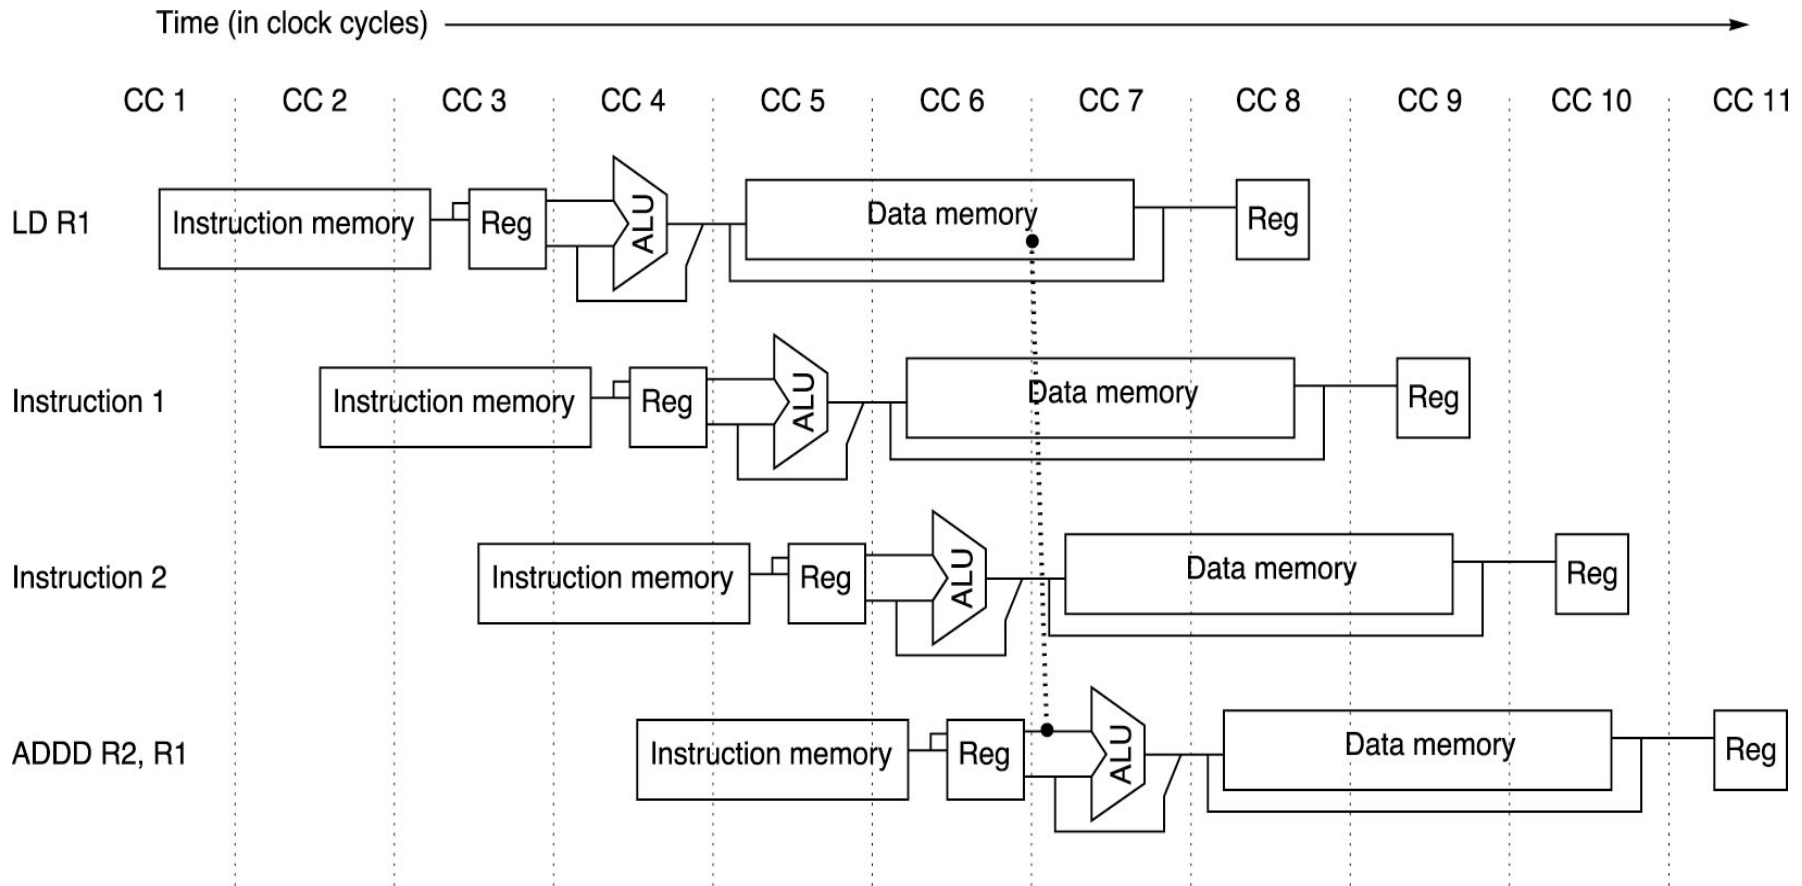 Time (in clock cycles)
CC 1 CC 2 CC 3 CC 4 CC 5 CC 6 CC 7 CC 8 CC 9 CC 10 CC 11
LD R1 Instruction memory Reg ALU Data memory Reg
Instruction 1 Instruction memory Reg ALU Data memory Reg
Instruction 2 Instruction memory Reg ALU Data memory Reg
ADDD R2, R1 Instruction memory Reg ALU Data memory Reg